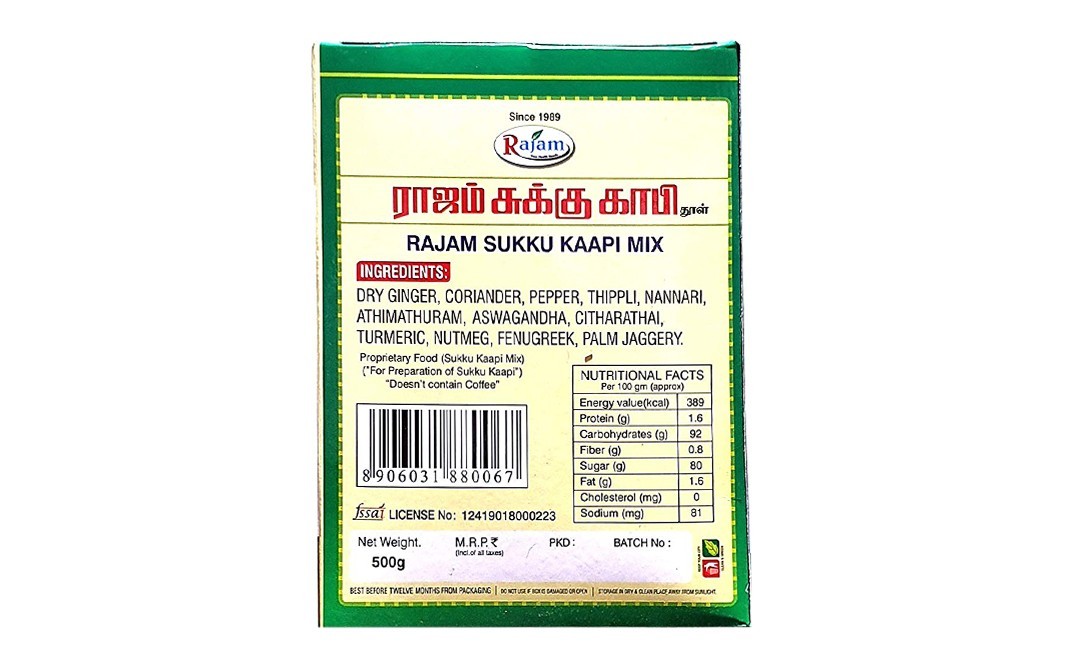 Since 1989
Rajam
ராஜம் சுக்கு காபி தூள்
RAJAM SUKKU KAAPI MIX
INGREDIENTS:
DRY GINGER, CORIANDER, PEPPER, THIPPLI, NANNARI,
ATHIMATHURAM, ASWAGANDHA, CITHARATHAI,
TURMERIC, NUTMEG, FENUGREEK, PALM JAGGERY.
Proprietary Food (Sukku Kaapi Mix)
("For Preparation of Sukku Kaapi")
"Doesn't contain Coffee"
NUTRITIONAL FACTS
Per 100 gm (approx)
Energy value(kcal) 389
Protein (g) 1.6
Carbohydrates (g) 92
Fiber (g) 0.8
Sugar (g) 80
Fat (g) 1.6
Cholesterol (mg) 0
Sodium (mg) 81
8 906031 880067
fssai LICENSE No: 12419018000223
Net Weight. M.R.P.₹ PKD: BATCH No:
(Incl.of all taxes)
500g
BEST BEFORE TWELVE MONTHS FROM PACKAGING | DO NOT USE IF BOX IS DAMAGED OR OPEN | STORAGE IN DRY & CLEAN PLACE AWAY FROM SUNLIGHT.